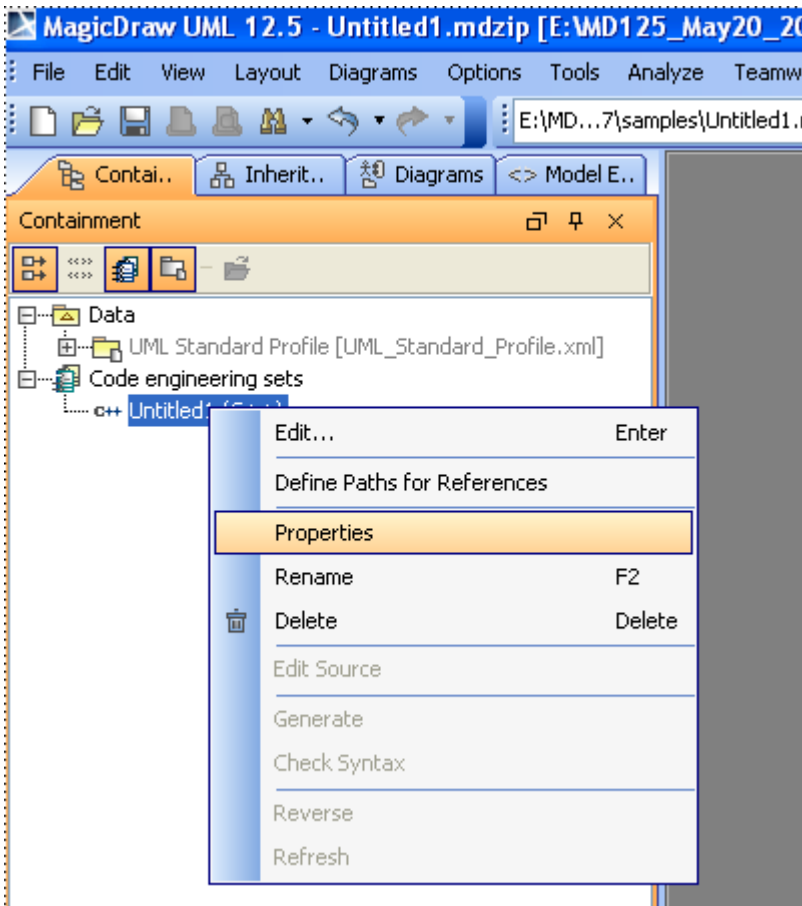 MagicDraw UML 12.5 - Untitled1.mdzip [E:\MD125_May20_20
File Edit View Layout Diagrams Options Tools Analyze Teamw
E:\MD...7\samples\Untitled1.
Contai.. Inherit.. Diagrams <> Model E..
Containment
Data
UML Standard Profile [UML_Standard_Profile.xml]
Code engineering sets
C++ Untitled1
Edit... Enter
Define Paths for References
Properties
Rename F2
Delete Delete
Edit Source
Generate
Check Syntax
Reverse
Refresh